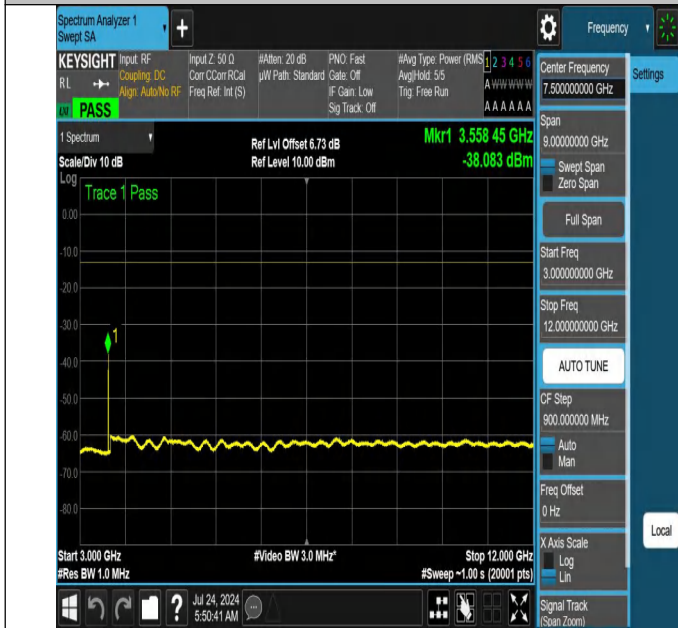 Spectrum Analyzer 1
Swept SA
+
Frequency
KEYSIGHT
RL
PASS
Input: RF
Coupling: DC
Align: Auto/No RF
Input Z: 50 Ω
Corr CCorr RCal
Freq Ref: Int (S)
#Atten: 20 dB
µW Path: Standard
PNO: Fast
Gate: Off
IF Gain: Low
Sig Track: Off
#Avg Type: Power (RMS
Avg|Hold: 5/5
Trig: Free Run
1 2 3 4 5 6
A W W W W W
A A A A A A
Center Frequency
7.500000000 GHz
Settings
Span
9.00000000 GHz
Swept Span
Zero Span
Full Span
Start Freq
3.000000000 GHz
Stop Freq
12.000000000 GHz
AUTO TUNE
CF Step
900.000000 MHz
Auto
Man
Freq Offset
0 Hz
X Axis Scale
Log
Lin
Local
Signal Track
(Span Zoom)
1 Spectrum
Scale/Div 10 dB
Log
Ref Lvl Offset 6.73 dB
Ref Level 10.00 dBm
Mkr1 3.558 45 GHz
-38.083 dBm
Trace 1 Pass
0.00
-10.0
-20.0
-30.0
1
-40.0
-50.0
-60.0
-70.0
-80.0
Start 3.000 GHz
#Res BW 1.0 MHz
#Video BW 3.0 MHz*
Stop 12.000 GHz
#Sweep ~1.00 s (20001 pts)
?
Jul 24, 2024
5:50:41 AM